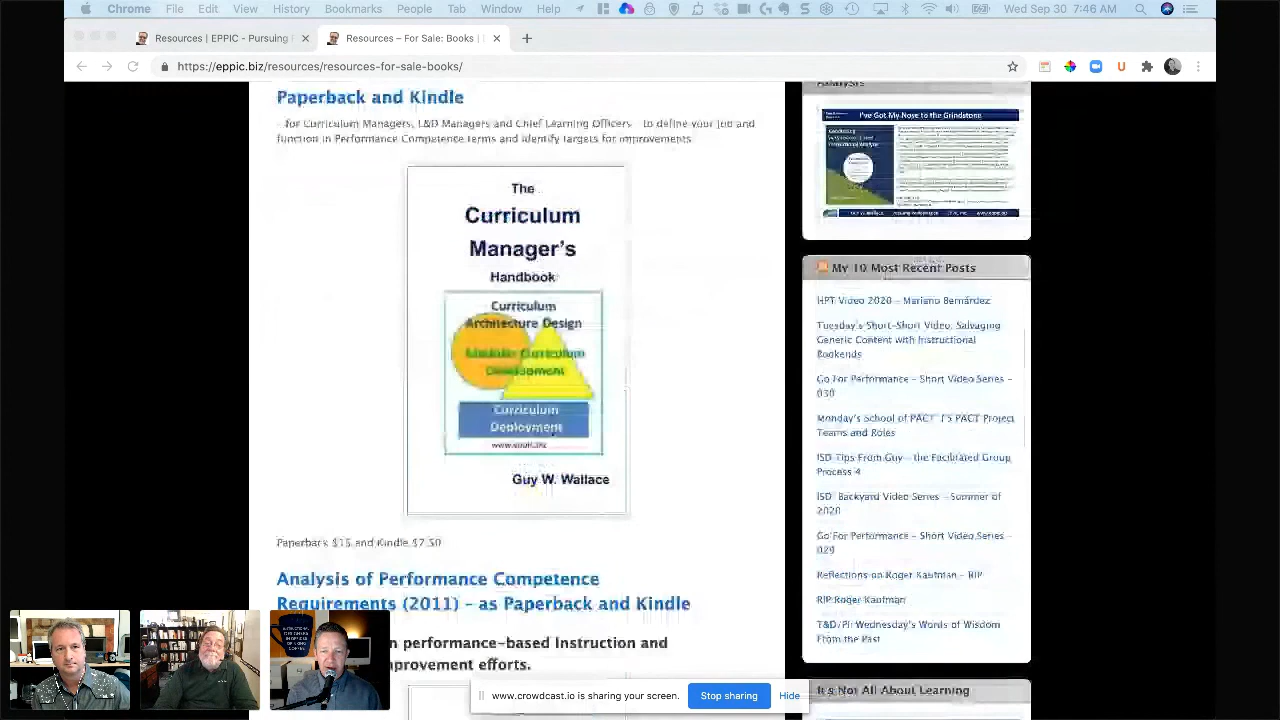 Chrome File Edit View History Bookmarks People Tab Window Help Wed Sep 30 7:46 AM
Resources | EPPIC - Pursuing
Resources – For Sale: Books |
https://eppic.biz/resources/resources-for-sale-books/
Paperback and Kindle
for Curriculum Managers, L&D Managers and Chief Learning Officers to define your job and
function in Performance Competence terms and identify targets for improvements
The
Curriculum
Manager's
Handbook
Curriculum
Architecture Design
Modular Curriculum
Development
Curriculum
Deployment
Guy W. Wallace
Paperback $15 and Kindle $7.50
Analysis of Performance Competence
Requirements (2011) – as Paperback and Kindle
n performance-based Instruction and
provement efforts.
I've Got My Nose to the Grindstone
My 10 Most Recent Posts
HPT Video 2020 – Mariano Bernárdez
Tuesday's Short-Short Video: Salvaging
Generic Content with Instructional
Bookends
Go For Performance – Short Video Series –
030
Monday's School of PACT PACT Project
Teams and Roles
ISD Tips From Guy – the Facilitated Group
Process 4
ISD Backyard Video Series – Summer of
2020
Go For Performance – Short Video Series –
029
Reflections on Roger Kaufman – RIP
RIP Roger Kaufman
T&D/PI: Wednesday's Words of Wisdom
From the Past
It's Not All About Learning
www.crowdcast.io is sharing your screen. Stop sharing Hide